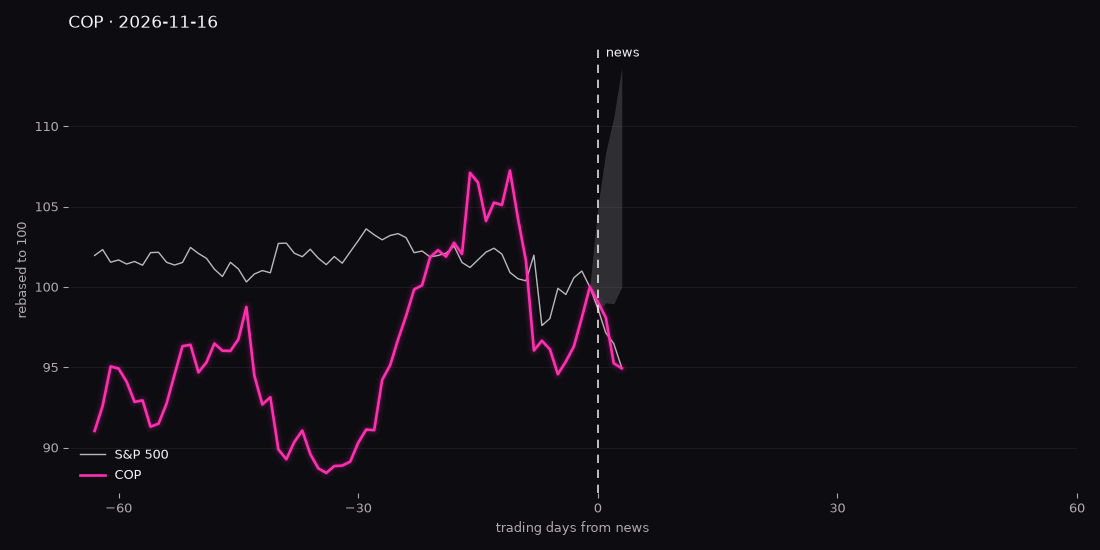 COP · 2026-11-16
news
110
105
100
95
90
rebased to 100
S&P 500
COP
−60
−30
0
30
60
trading days from news